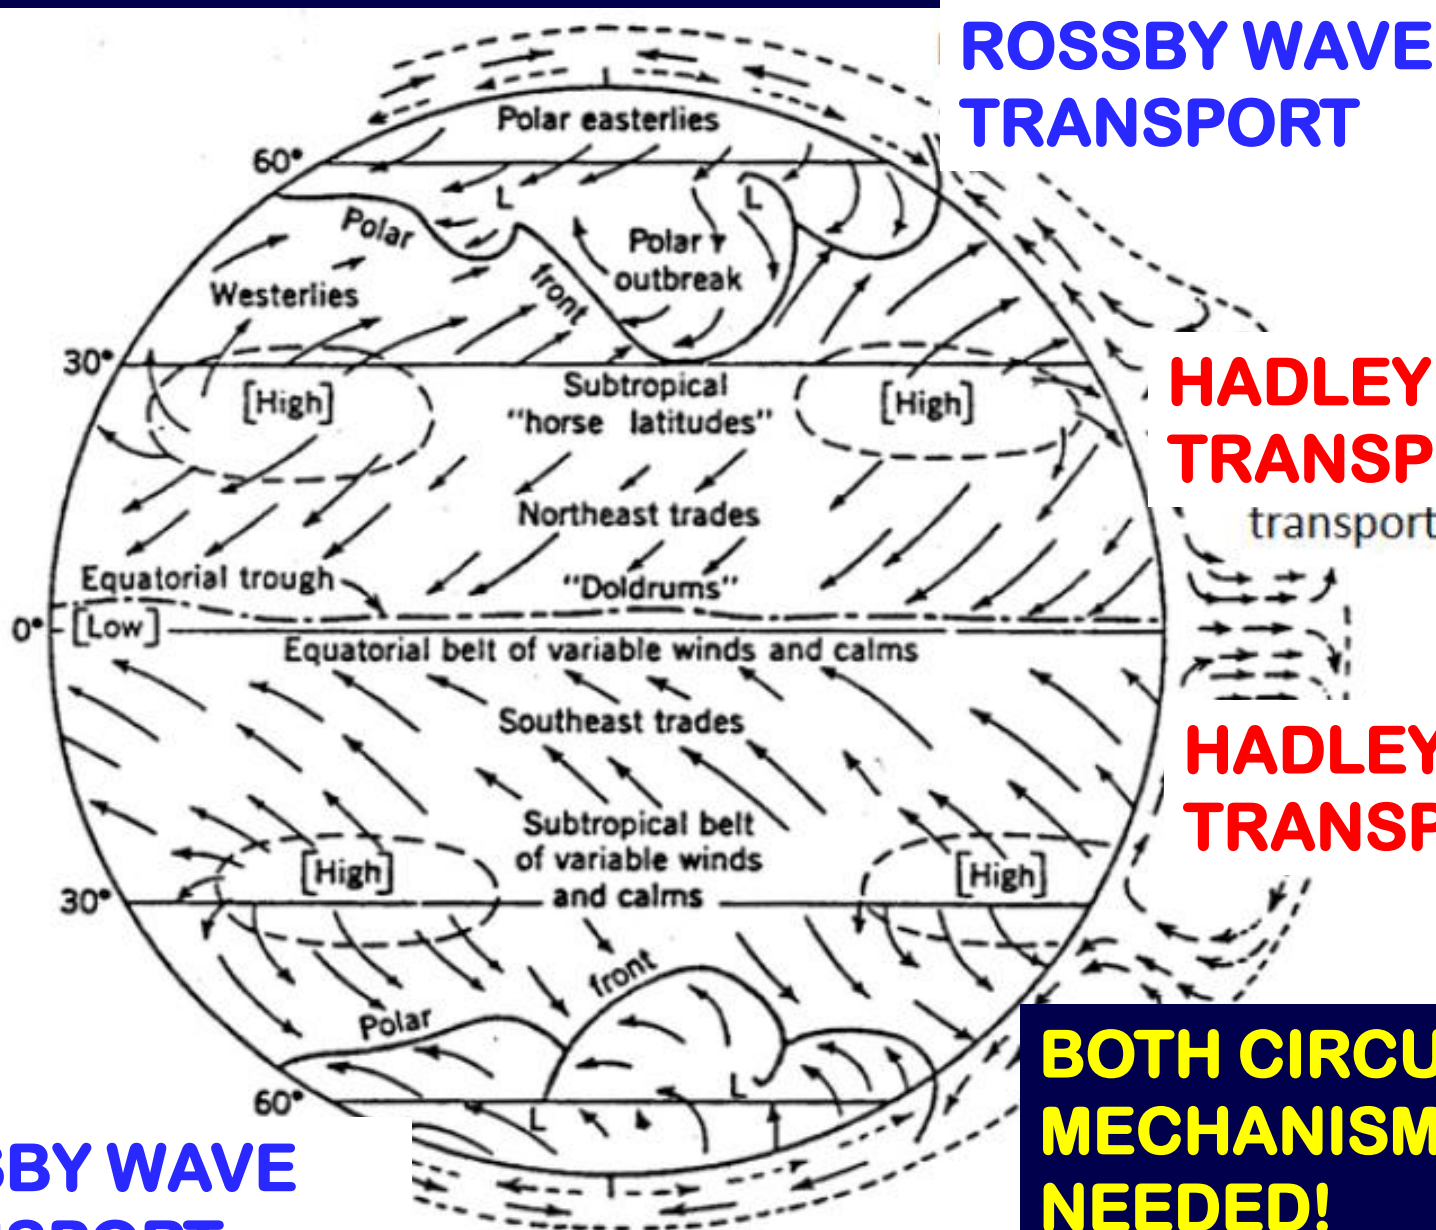 ROSSBY WAVE
TRANSPORT
Polar easterlies
60°
L
L
Polar
Polar
outbreak
front
Westerlies
30°
[High]
Subtropical
"horse latitudes"
[High]
HADLEY
TRANSP
transport
Northeast trades
Equatorial trough
"Doldrums"
0°
[Low]
Equatorial belt of variable winds and calms
Southeast trades
HADLEY
TRANSP
Subtropical belt
of variable winds
and calms
[High]
[High]
30°
front
Polar
L
L
60°
BOTH CIRCU
MECHANISM
NEEDED!
SBY WAVE
NSPORT